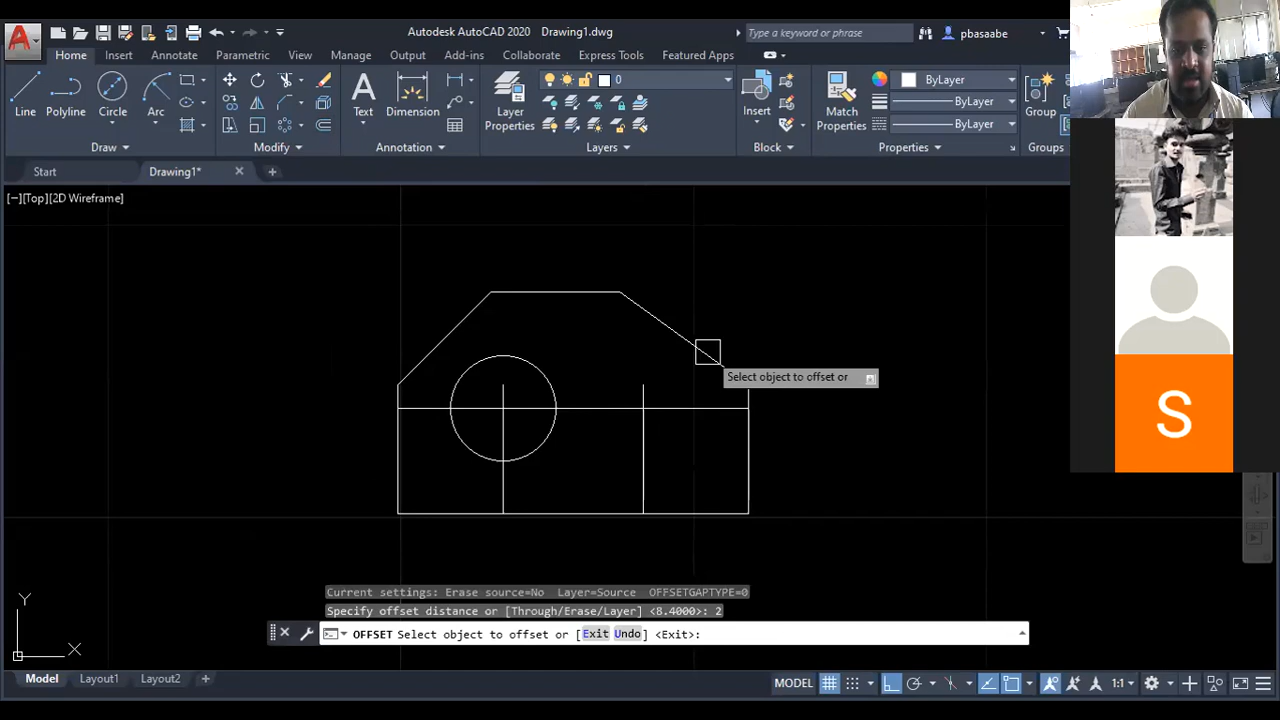 Autodesk AutoCAD 2020 Drawing1.dwg
Type a keyword or phrase
pbasaabe
Home Insert Annotate Parametric View Manage Output Add-ins Collaborate Express Tools Featured Apps
A
Line Polyline Circle Arc
Text Dimension
Layer Properties
0
Insert
Match Properties
ByLayer
ByLayer
ByLayer
Group
Draw Modify Annotation Layers Block Properties Groups
Start Drawing1*
[−][Top][2D Wireframe]
Select object to offset or
S
Y
X
Current settings: Erase source=No Layer=Source OFFSETGAPTYPE=0
Specify offset distance or [Through/Erase/Layer] <8.4000>: 2
OFFSET Select object to offset or [Exit Undo] <Exit>:
Model Layout1 Layout2
MODEL 1:1